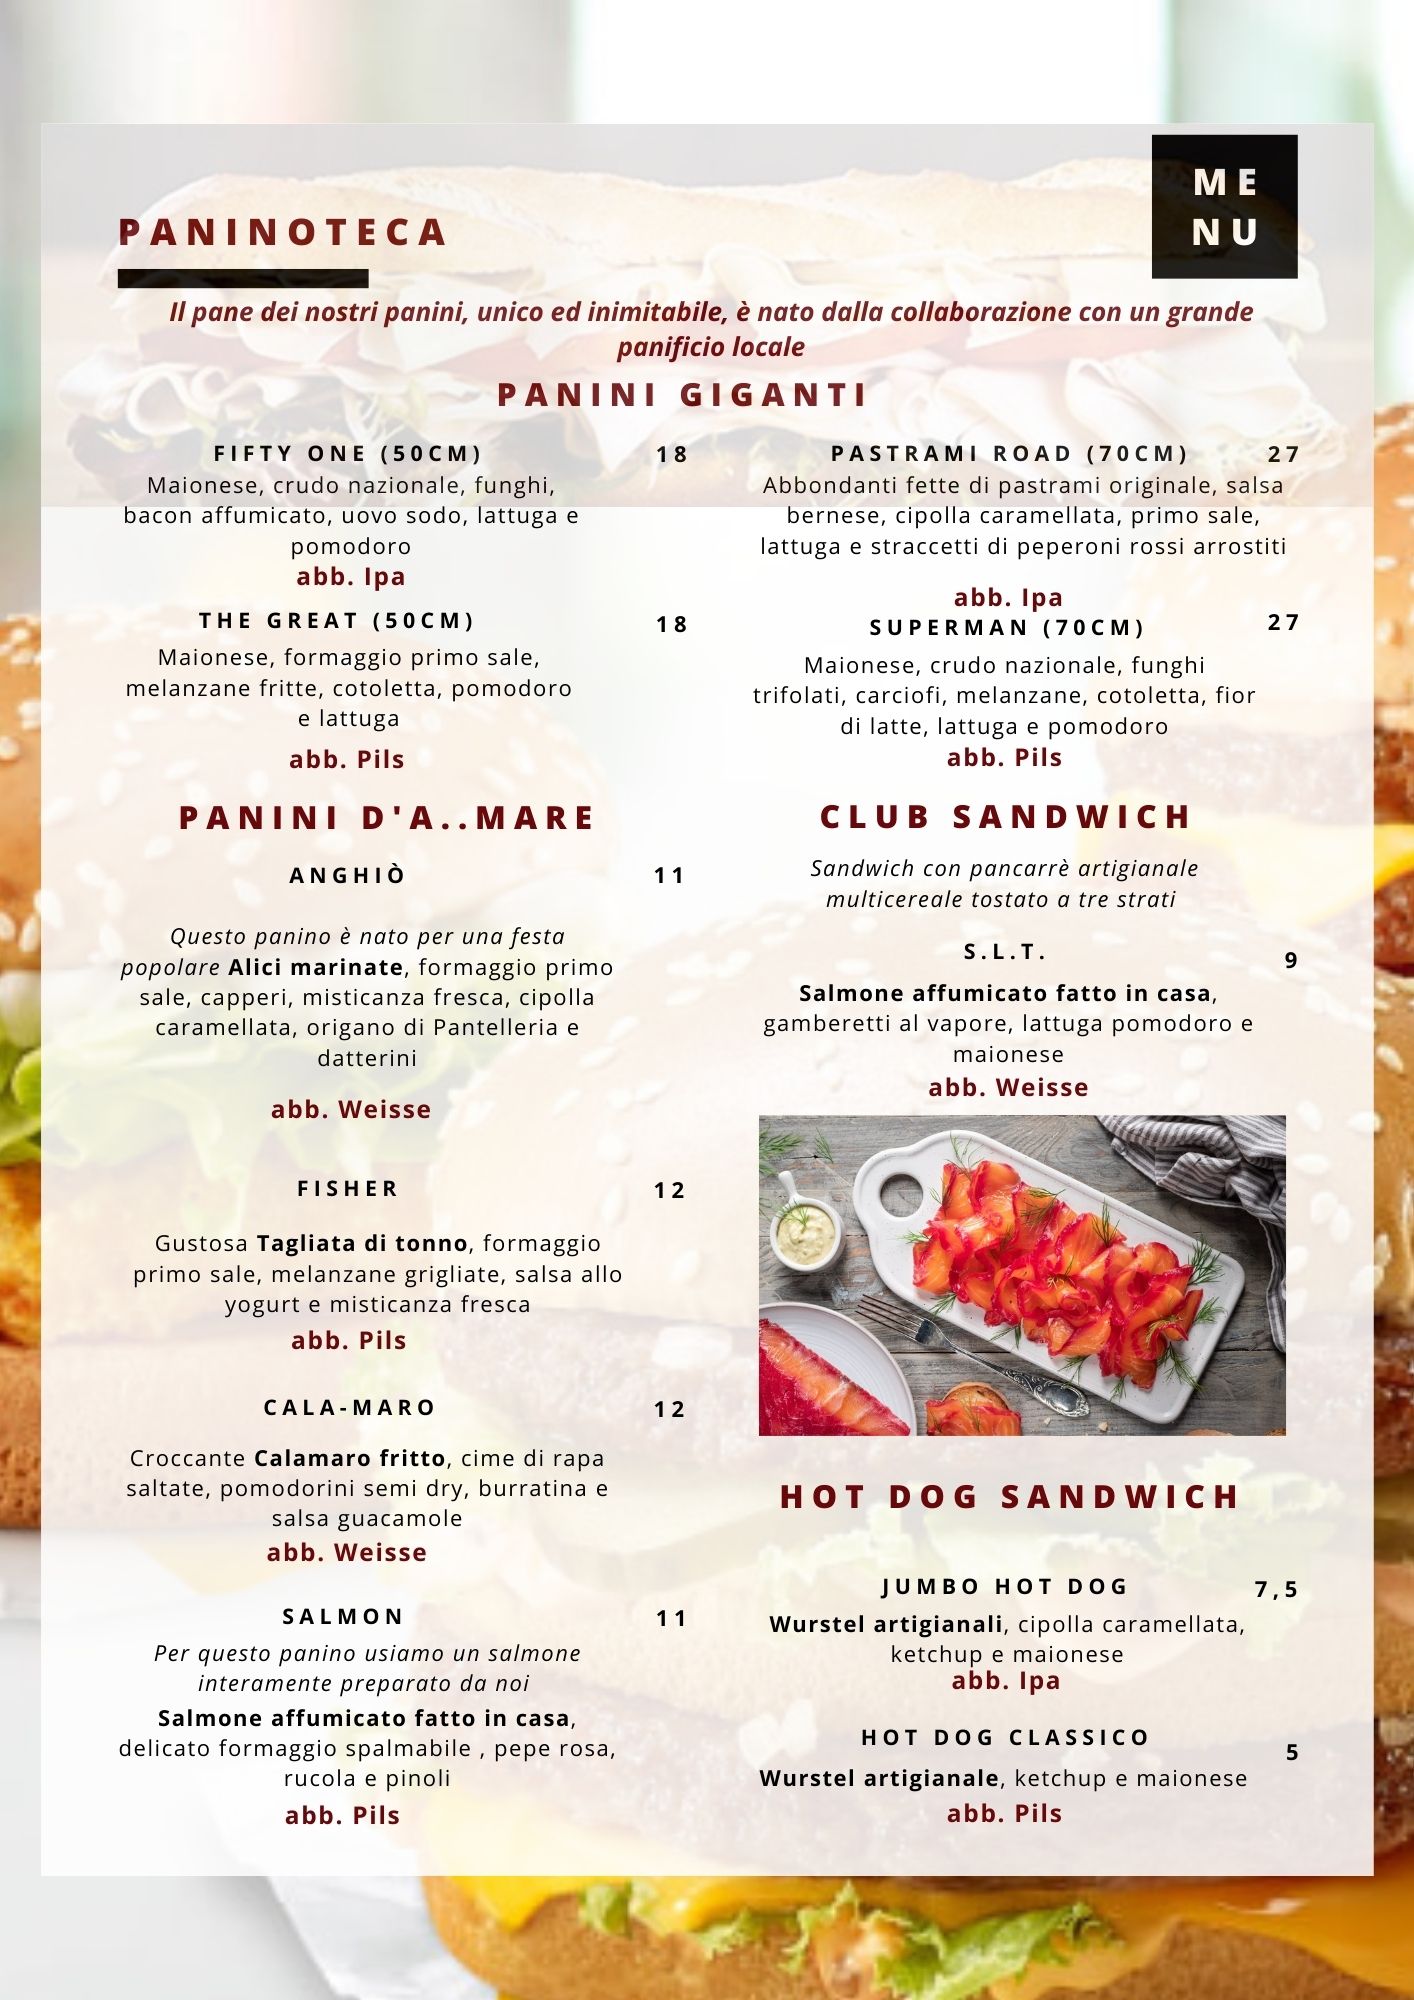 ME
NU
PANINOTECA
Il pane dei nostri panini, unico ed inimitabile, è nato dalla collaborazione con un grande
panificio locale
PANINI GIGANTI
FIFTY ONE (50CM) 18
Maionese, crudo nazionale, funghi,
bacon affumicato, uovo sodo, lattuga e
pomodoro
abb. Ipa
THE GREAT (50CM) 18
Maionese, formaggio primo sale,
melanzane fritte, cotoletta, pomodoro
e lattuga
abb. Pils
PASTRAMI ROAD (70CM) 27
Abbondanti fette di pastrami originale, salsa
bernese, cipolla caramellata, primo sale,
lattuga e straccetti di peperoni rossi arrostiti
abb. Ipa
SUPERMAN (70CM) 27
Maionese, crudo nazionale, funghi
trifolati, carciofi, melanzane, cotoletta, fior
di latte, lattuga e pomodoro
abb. Pils
PANINI D'A..MARE
ANGHIÒ 11
Questo panino è nato per una festa
popolare Alici marinate, formaggio primo
sale, capperi, misticanza fresca, cipolla
caramellata, origano di Pantelleria e
datterini
abb. Weisse
FISHER 12
Gustosa Tagliata di tonno, formaggio
primo sale, melanzane grigliate, salsa allo
yogurt e misticanza fresca
abb. Pils
CALA-MARO 12
Croccante Calamaro fritto, cime di rapa
saltate, pomodorini semi dry, burratina e
salsa guacamole
abb. Weisse
SALMON 11
Per questo panino usiamo un salmone
interamente preparato da noi
Salmone affumicato fatto in casa,
delicato formaggio spalmabile , pepe rosa,
rucola e pinoli
abb. Pils
CLUB SANDWICH
Sandwich con pancarrè artigianale
multicereale tostato a tre strati
S.L.T. 9
Salmone affumicato fatto in casa,
gamberetti al vapore, lattuga pomodoro e
maionese
abb. Weisse
HOT DOG SANDWICH
JUMBO HOT DOG 7,5
Wurstel artigianali, cipolla caramellata,
ketchup e maionese
abb. Ipa
HOT DOG CLASSICO 5
Wurstel artigianale, ketchup e maionese
abb. Pils